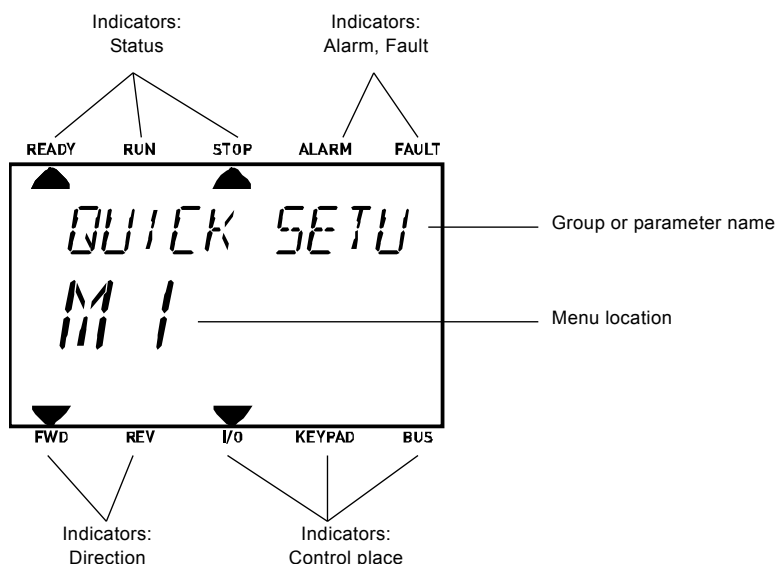 Indicators:
Status
Indicators:
Alarm, Fault
READY RUN STOP ALARM FAULT
QUICK SETU
Group or parameter name
M 1
Menu location
FWD REV I/O KEYPAD BUS
Indicators:
Direction
Indicators:
Control place